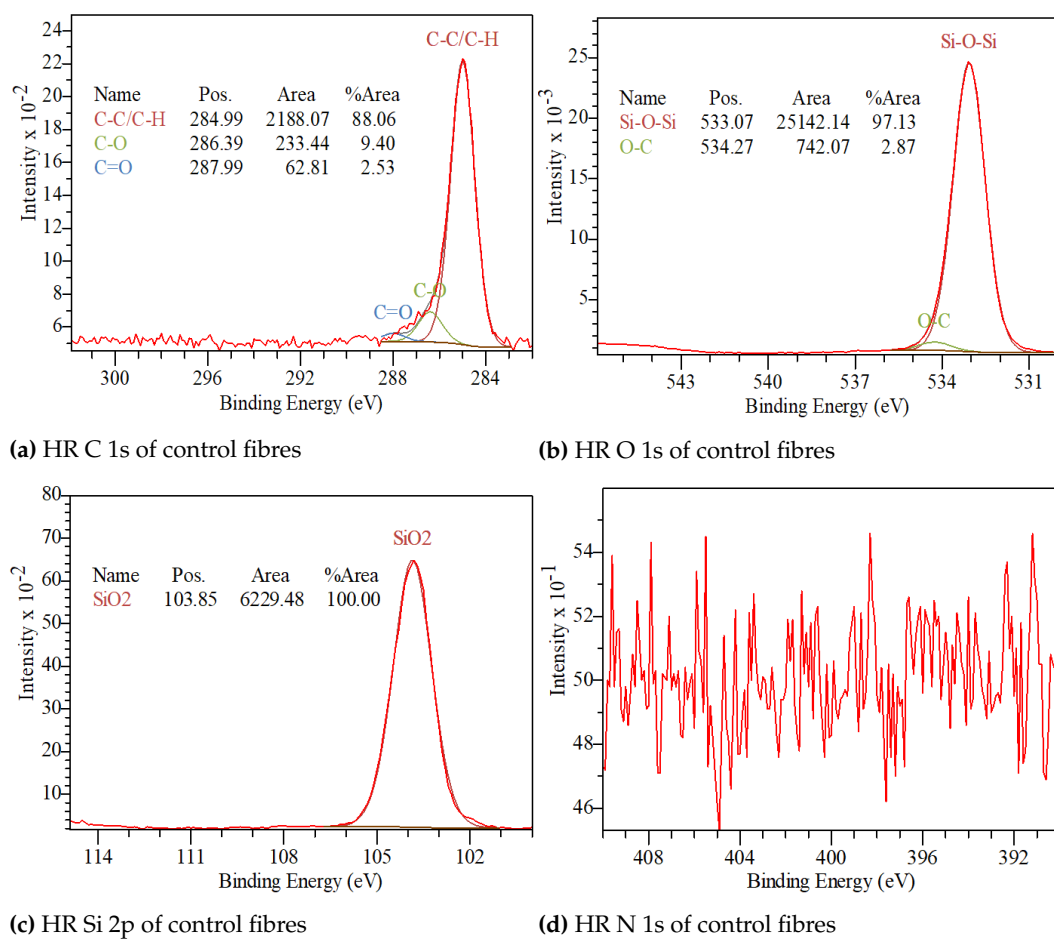 C-C/C-H
Name Pos. Area %Area
C-C/C-H 284.99 2188.07 88.06
C-O 286.39 233.44 9.40
C=O 287.99 62.81 2.53
C-O
C=O
Intensity x 10⁻²
24
22
20
18
16
14
12
10
8
6
300 296 292 288 284
Binding Energy (eV)
(a) HR C 1s of control fibres
Si-O-Si
Name Pos. Area %Area
Si-O-Si 533.07 25142.14 97.13
O-C 534.27 742.07 2.87
O-C
Intensity x 10⁻³
25
20
15
10
5
543 540 537 534 531
Binding Energy (eV)
(b) HR O 1s of control fibres
SiO2
Name Pos. Area %Area
SiO2 103.85 6229.48 100.00
Intensity x 10⁻²
80
70
60
50
40
30
20
10
114 111 108 104 102
Binding Energy (eV)
(c) HR Si 2p of control fibres
Intensity x 10⁻¹
54
52
50
48
46
408 404 400 396 392
Binding Energy (eV)
(d) HR N 1s of control fibres